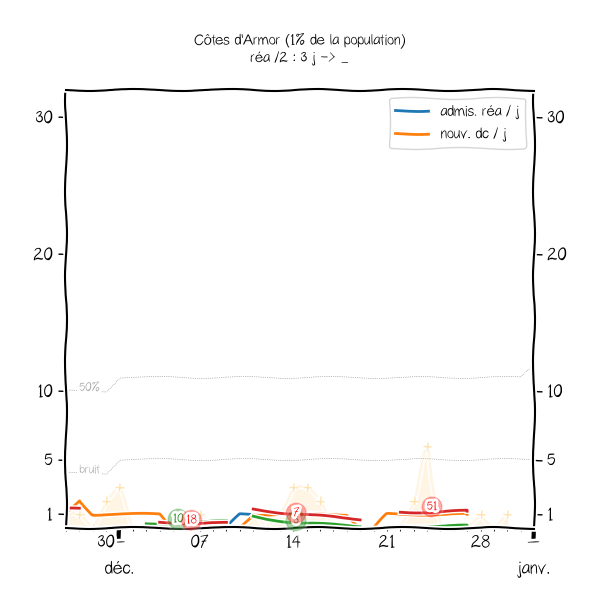 Côtes d'Armor (1% de la population)
réa /2 : 3 j -> _
admis. réa / j
nouv. dc / j
30 30
20 20
50%
10 10
5 5
bruit
1 1
10 18 7 51
30 07 14 21 28
déc. janv.